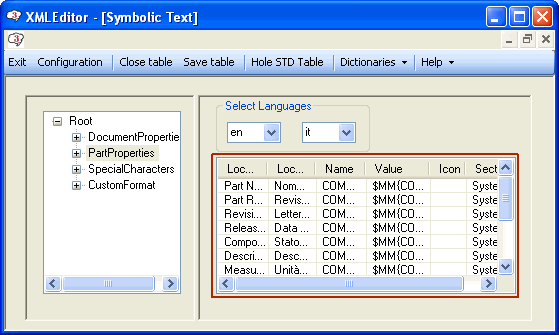 XMLEditor - [Symbolic Text]
Exit Configuration Close table Save table Hole STD Table Dictionaries Help
Root
DocumentPropertie
PartProperties
SpecialCharacters
CustomFormat
Select Languages
en it
Loc... Loc... Name Value Icon Sect
Part N... Nom... COM... $MM{CO... Syste
Part R... Revis... COM... $MM{CO... Syste
Revisi... Letter... COM... $MM{CO... Syste
Releas... Data ... COM... $MM{CO... Syste
Compo... Stato... COM... $MM{CO... Syste
Descri... Desc... COM... $MM{CO... Syste
Measu... Unità... COM... $MM{CO... Syste